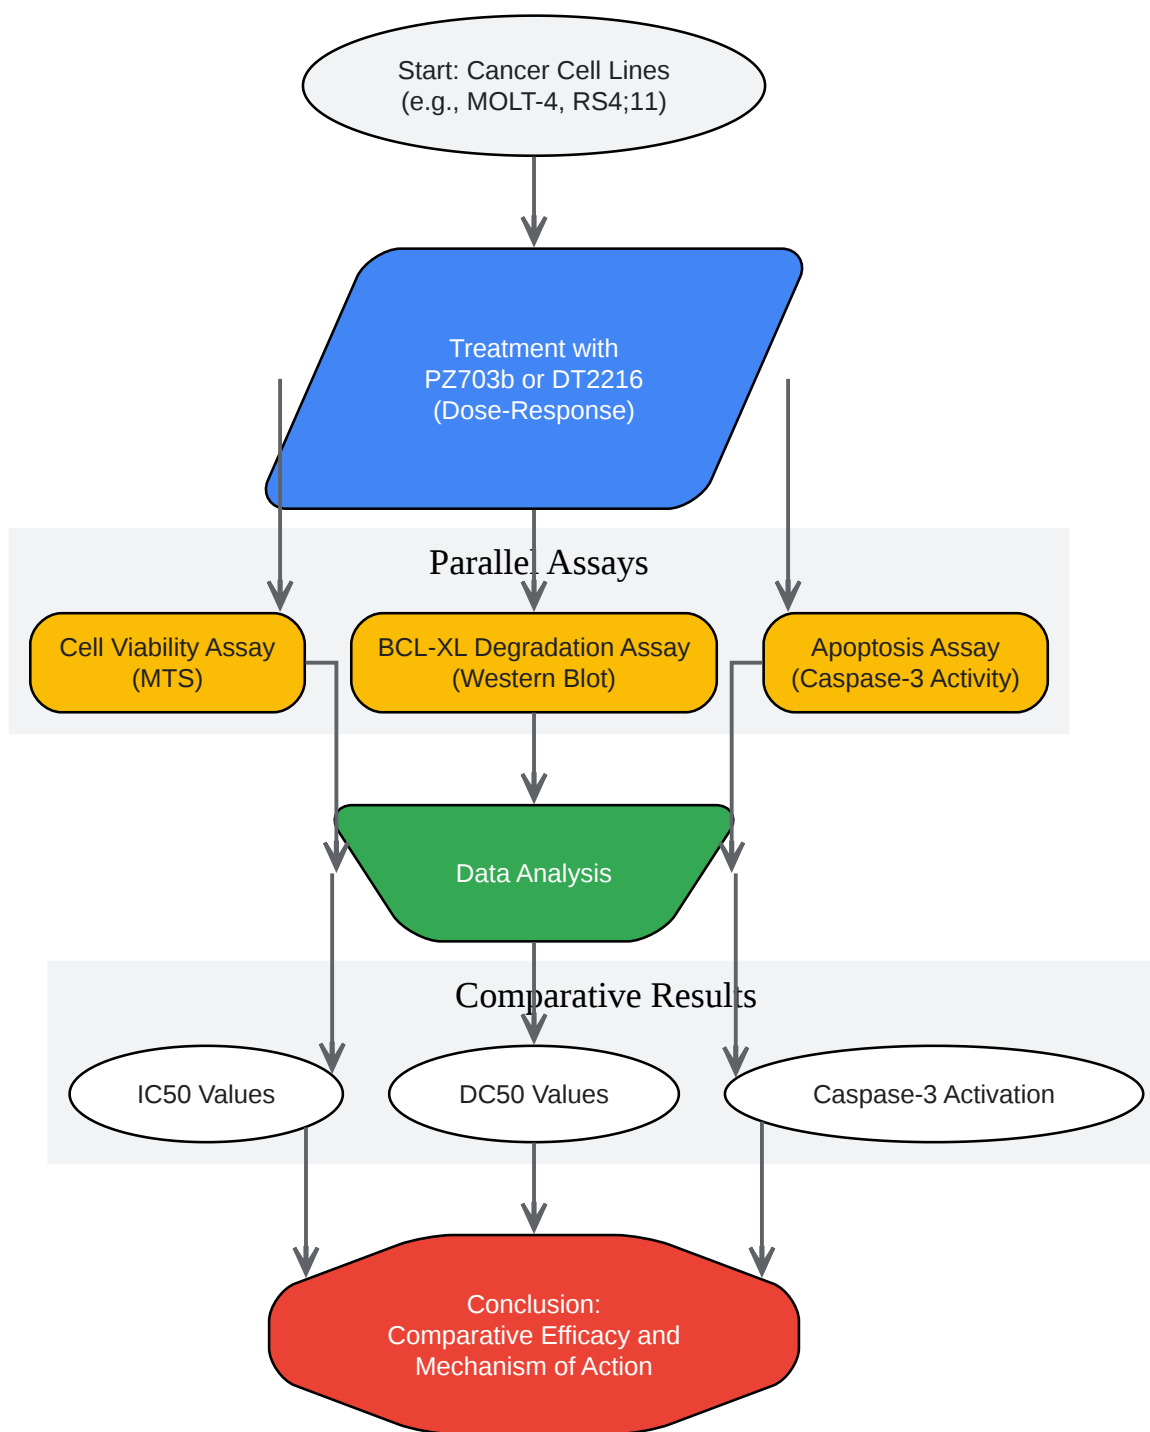 Start: Cancer Cell Lines
(e.g., MOLT-4, RS4;11)
Treatment with
PZ703b or DT2216
(Dose-Response)
Parallel Assays
Cell Viability Assay
(MTS)
BCL-XL Degradation Assay
(Western Blot)
Apoptosis Assay
(Caspase-3 Activity)
Data Analysis
Comparative Results
IC50 Values
DC50 Values
Caspase-3 Activation
Conclusion:
Comparative Efficacy and
Mechanism of Action